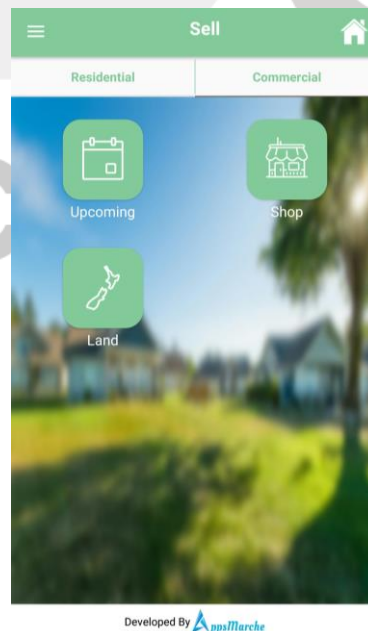 Sell
Residential Commercial
Upcoming Shop
Land
Developed By AppsMarche